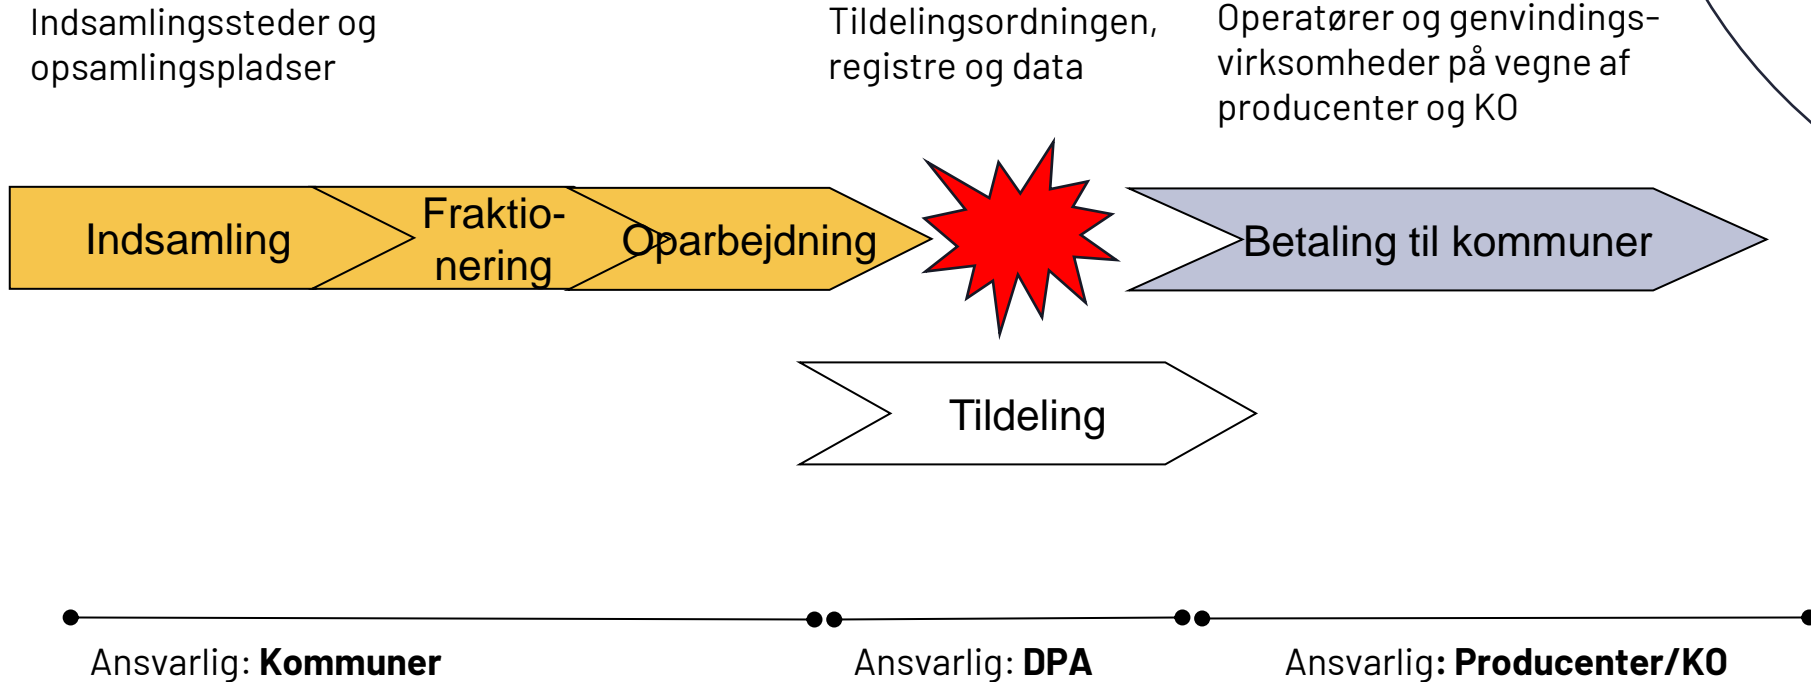 Indsamlingssteder og
opsamlingspladser
Tildelingsordningen,
registre og data
Operatører og genvindings-
virksomheder på vegne af
producenter og KO
Indsamling
Fraktio-
nering
Oparbejdning
Betaling til kommuner
Tildeling
Ansvarlig: Kommuner
Ansvarlig: DPA
Ansvarlig: Producenter/KO